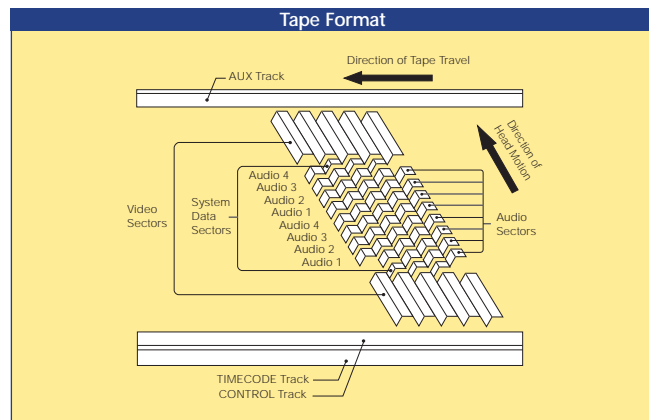 Tape Format
Direction of Tape Travel
AUX Track
Direction of
Head Motion
Audio 4
Audio 3
Audio 2
Audio 1
Audio 4
Audio 3
Audio 2
Audio 1
Video
Sectors
System
Data
Sectors
Audio
Sectors
TIMECODE Track
CONTROL Track